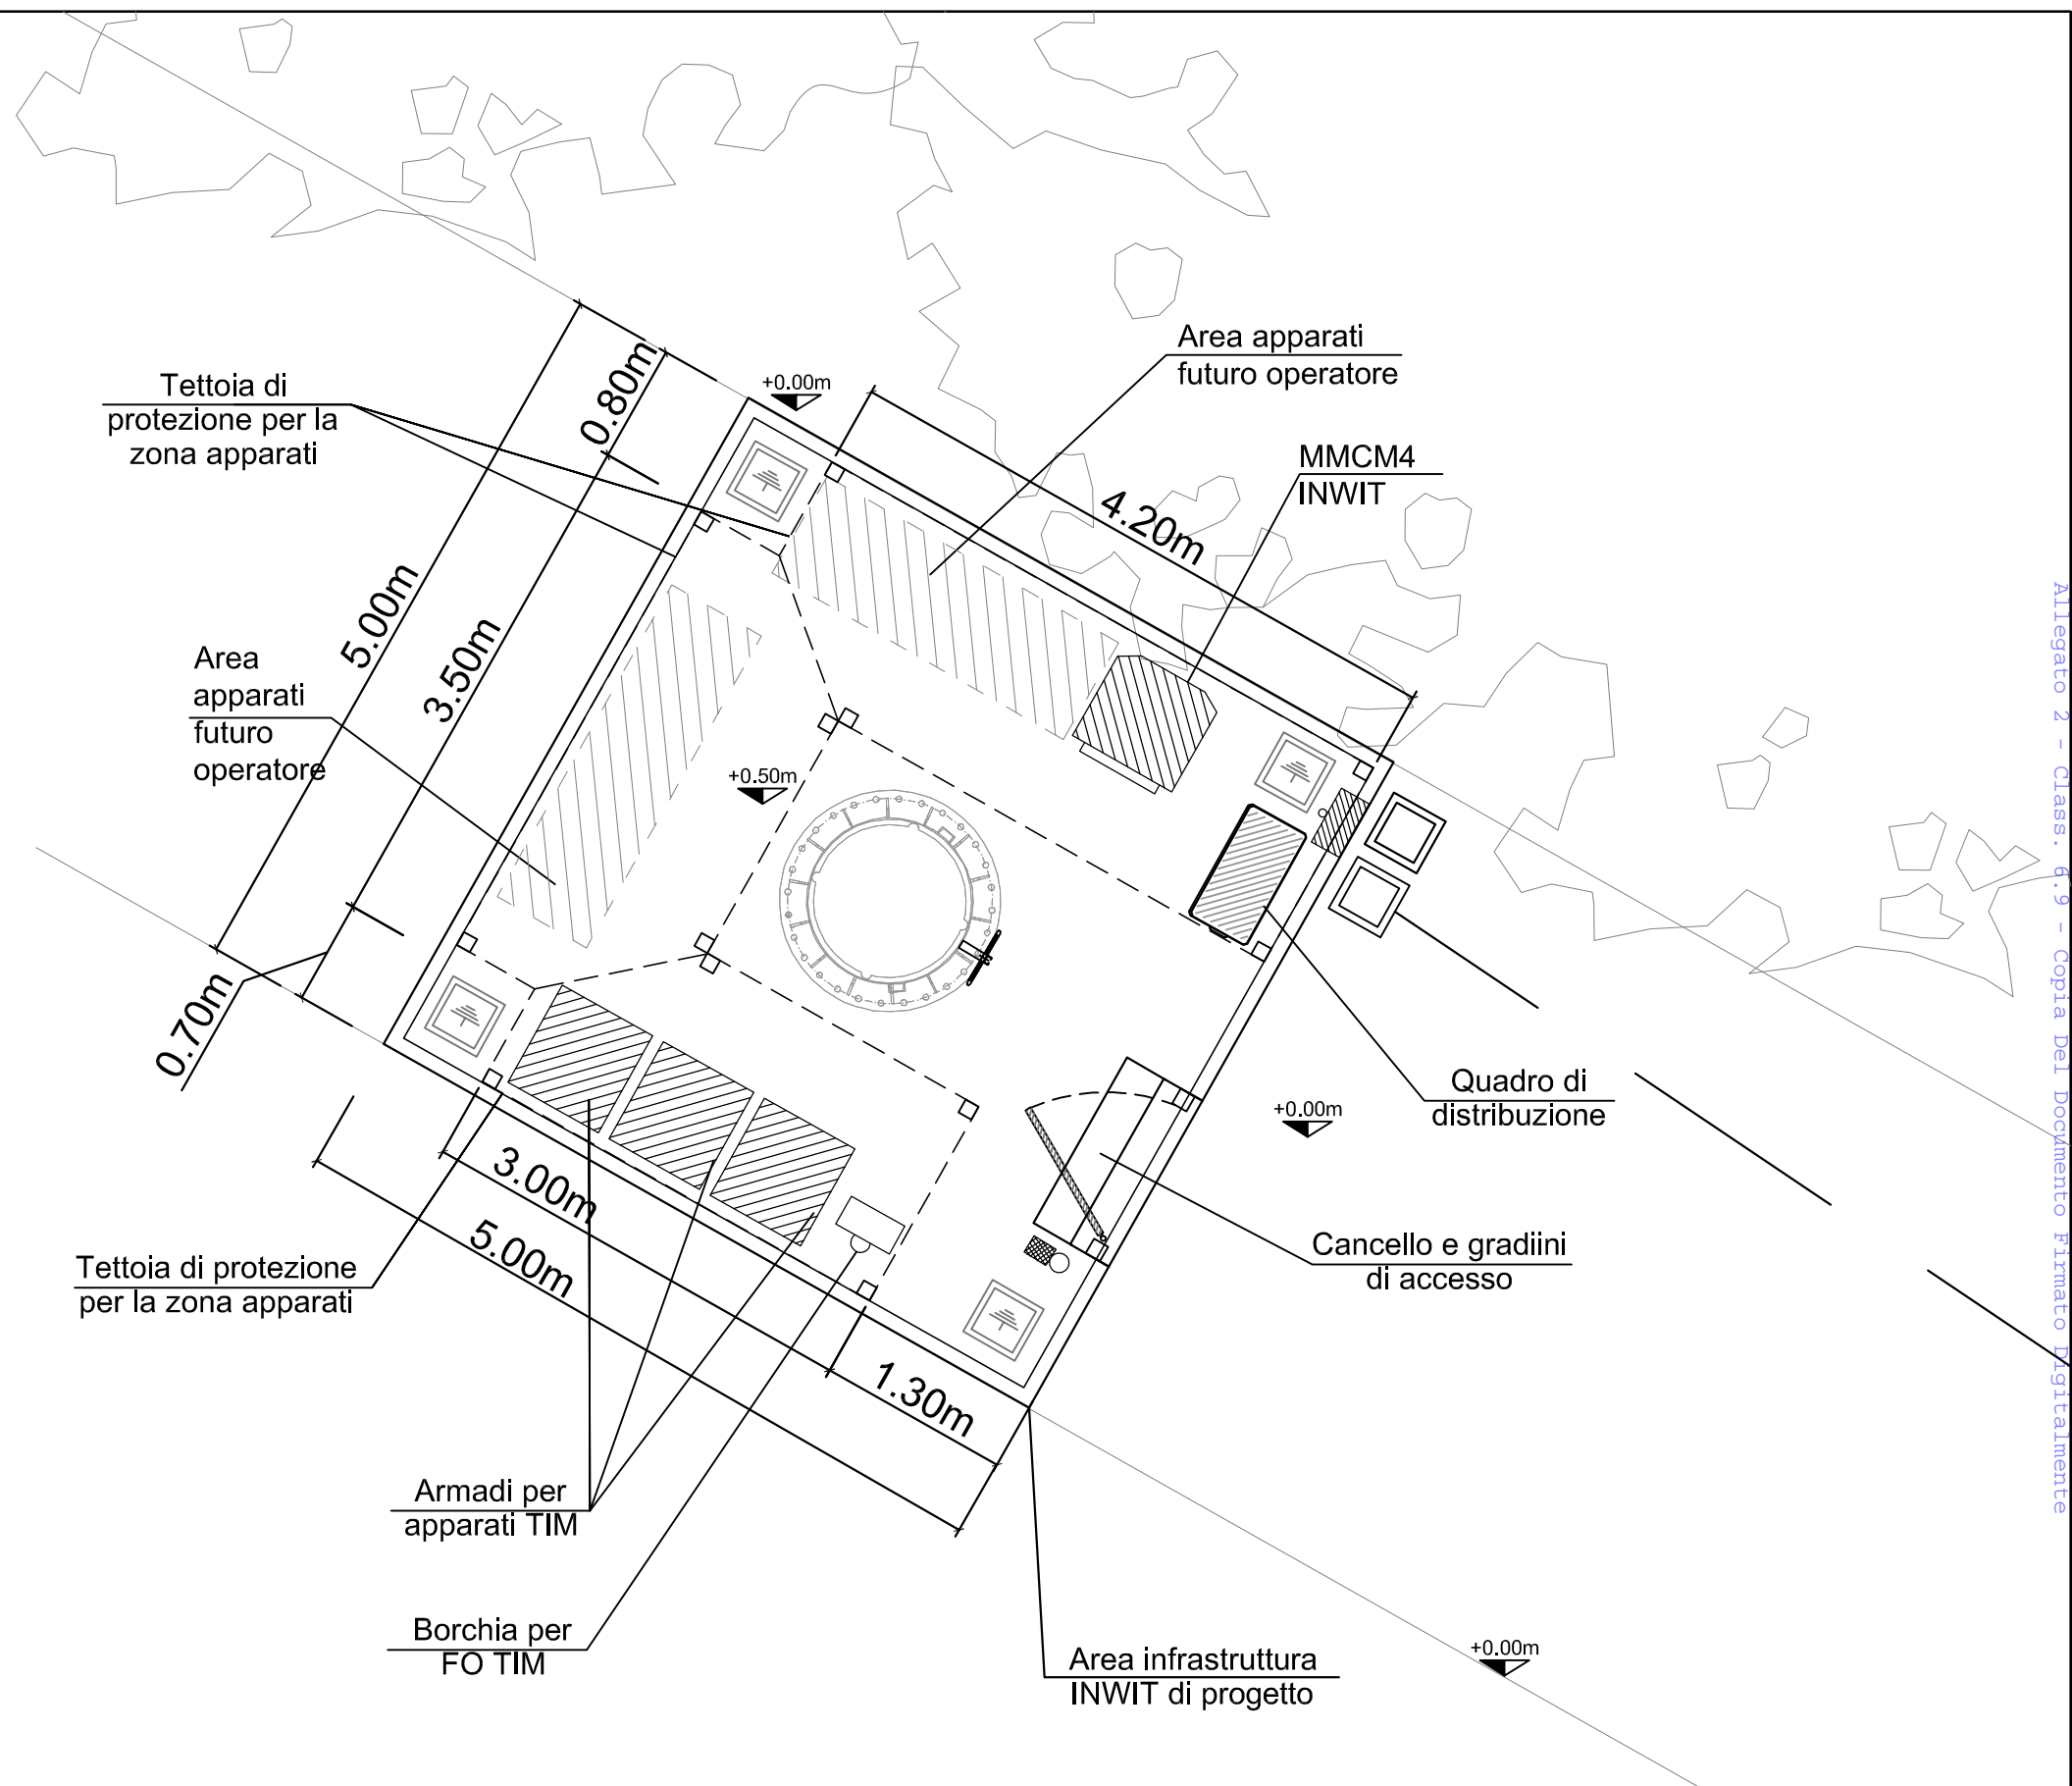 Tettoia di
protezione per la
zona apparati
+0.00m
Area apparati
futuro operatore
MMCM4
INWIT
0.80m
4.20m
5.00m
3.50m
Area
apparati
futuro
operatore
+0.50m
0.70m
Quadro di
distribuzione
+0.00m
3.00m
5.00m
1.30m
Tettoia di protezione
per la zona apparati
Cancello e gradiini
di accesso
Armadi per
apparati TIM
Borchia per
FO TIM
Area infrastruttura
INWIT di progetto
+0.00m
Allegato 2 - Class. 6.9 - Copia Del Documento Firmato Digitalmente